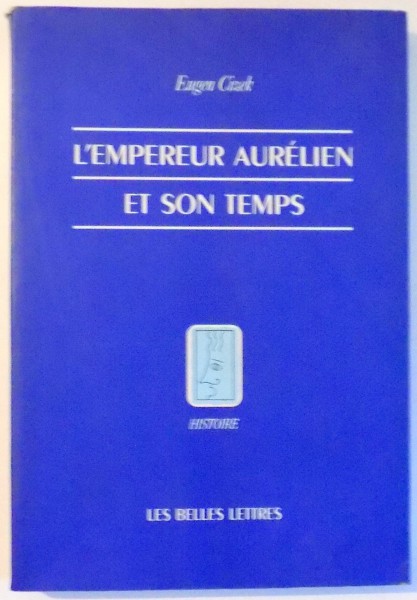 Eugen Cizek
L'EMPEREUR AURÉLIEN
ET SON TEMPS
HISTOIRE
LES BELLES LETTRES